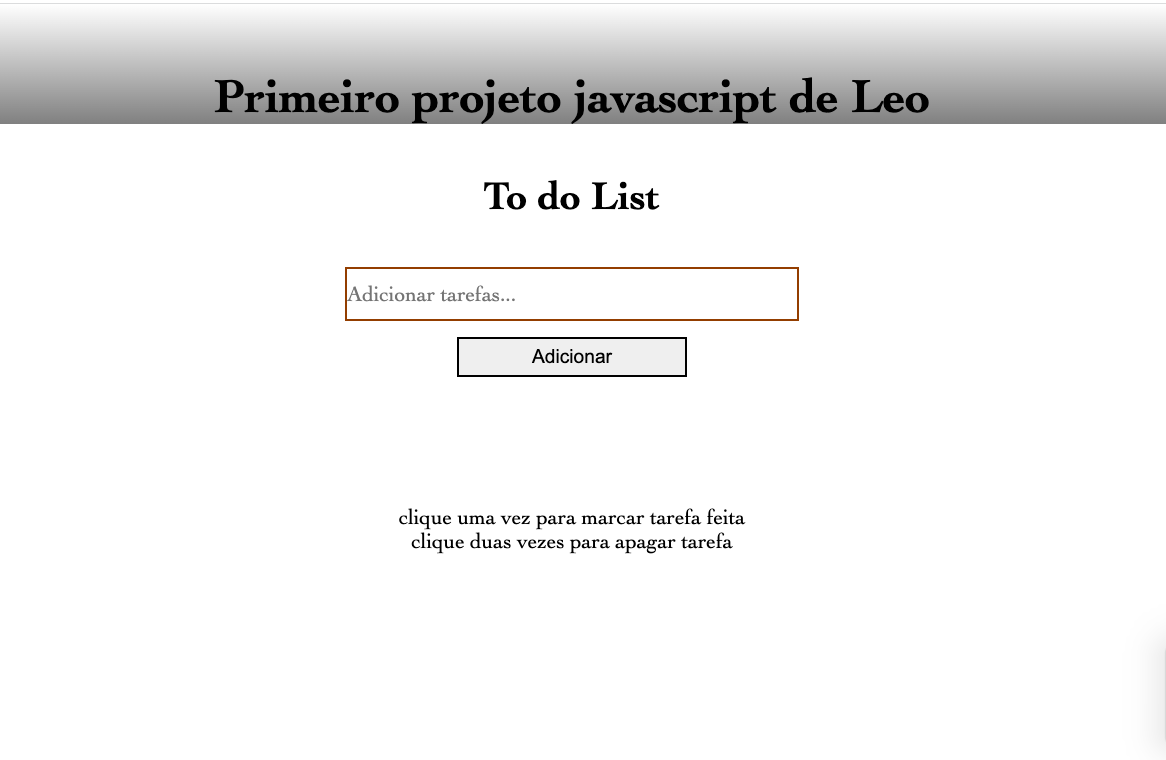 Primeiro projeto javascript de Leo
To do List
Adicionar tarefas...
Adicionar
clique uma vez para marcar tarefa feita
clique duas vezes para apagar tarefa